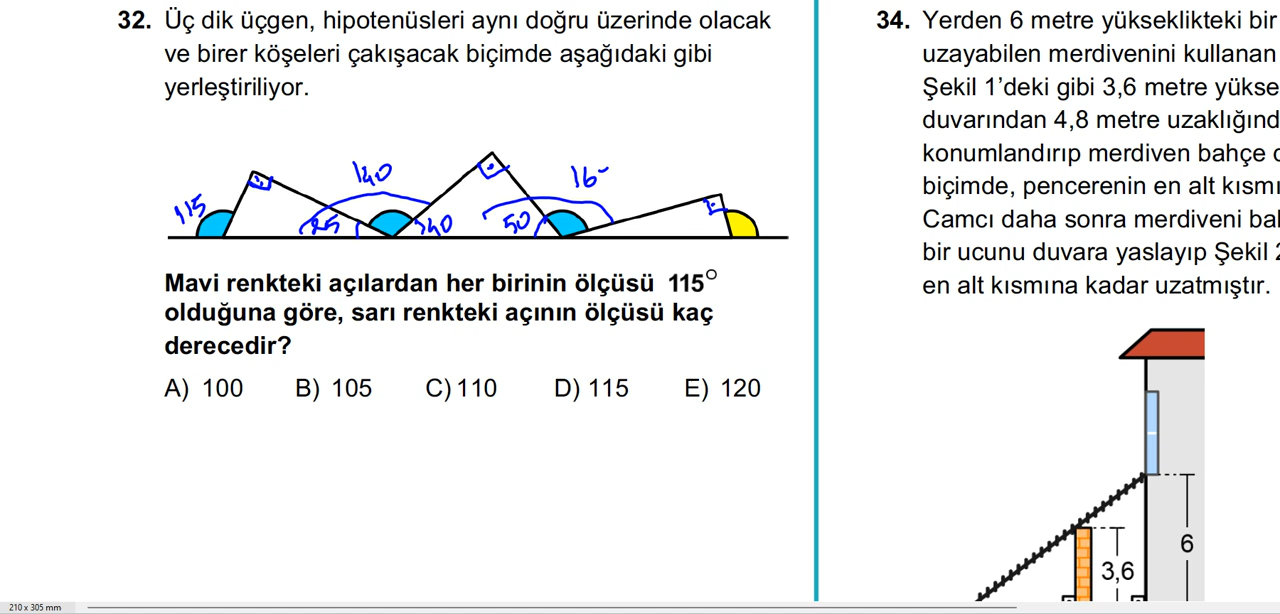 32. Üç dik üçgen, hipotenüsleri aynı doğru üzerinde olacak
ve birer köşeleri çakışacak biçimde aşağıdaki gibi
yerleştiriliyor.
115
25
140
40
50
16
Mavi renkteki açılardan her birinin ölçüsü 115°
olduğuna göre, sarı renkteki açının ölçüsü kaç
derecedir?
A) 100 B) 105 C) 110 D) 115 E) 120
34. Yerden 6 metre yükseklikteki bir
uzayabilen merdivenini kullanan
Şekil 1’deki gibi 3,6 metre yükse
duvarından 4,8 metre uzaklığınd
konumlandırıp merdiven bahçe
biçimde, pencerenin en alt kısmı
Camcı daha sonra merdiveni ba
bir ucunu duvara yaslayıp Şekil 2
en alt kısmına kadar uzatmıştır.
6
3,6
210 x 305 mm